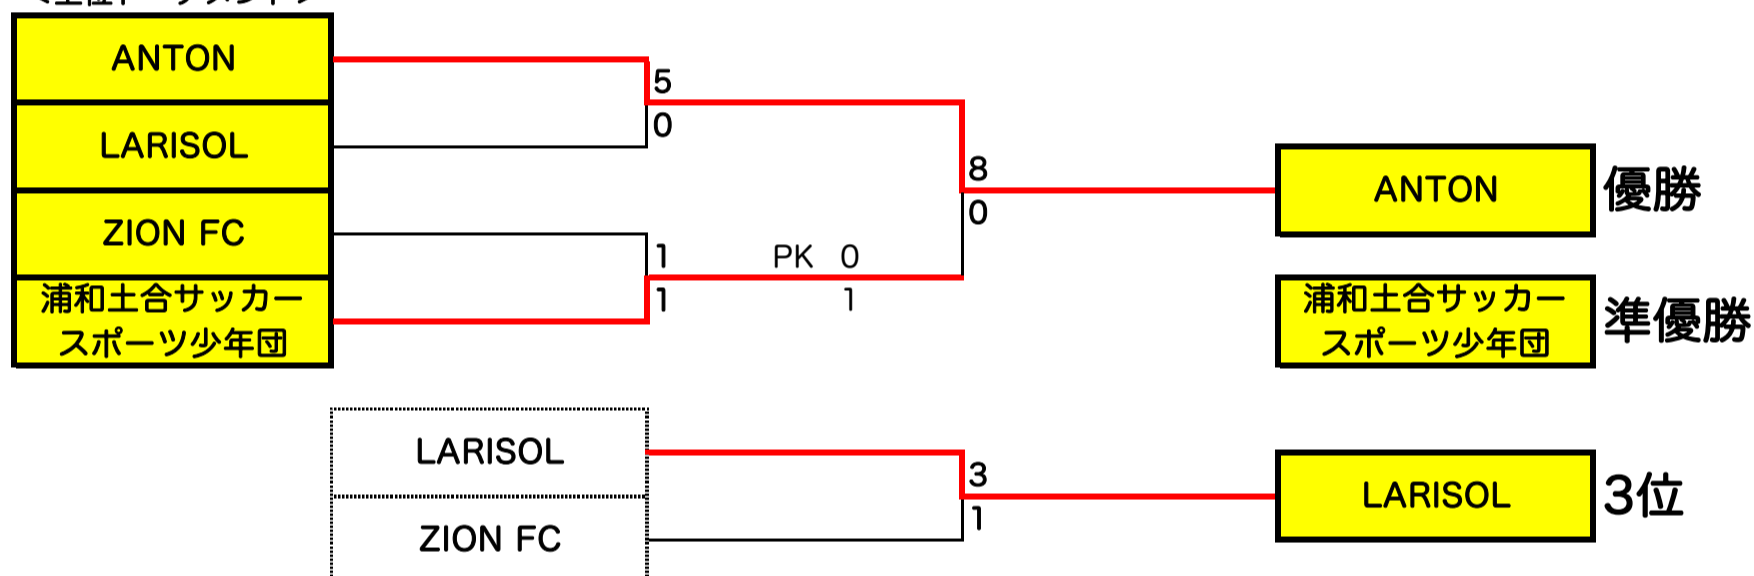 ANTON
5
0
LARISOL
8
0
ANTON
優勝
ZION FC
1
1
PK 0
1
浦和土合サッカー
スポーツ少年団
浦和土合サッカー
スポーツ少年団
準優勝
LARISOL
3
1
ZION FC
LARISOL
3位